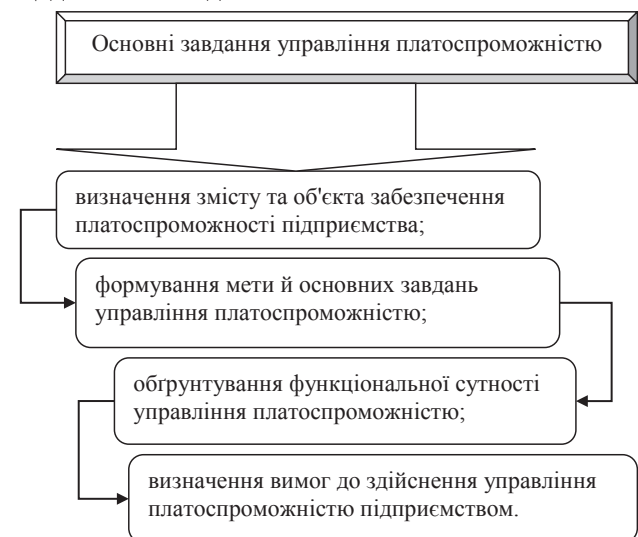 Основні завдання управління платоспроможністю
визначення змісту та об'єкта забезпечення
платоспроможності підприємства;
формування мети й основних завдань
управління платоспроможністю;
обґрунтування функціональної сутності
управління платоспроможністю;
визначення вимог до здійснення управління
платоспроможністю підприємством.